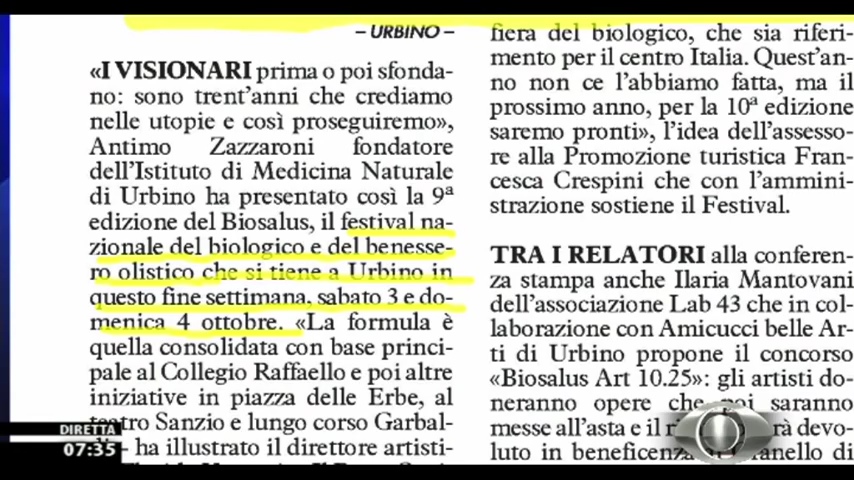 – URBINO –
«I VISIONARI prima o poi sfonda-
no: sono trent'anni che crediamo
nelle utopie e così proseguiremo»,
Antimo Zazzaroni fondatore
dell'Istituto di Medicina Naturale
di Urbino ha presentato così la 9ª
edizione del Biosalus, il festival na-
zionale del biologico e del benesse-
ro olistico che si tiene a Urbino in
questo fine settimana, sabato 3 e do-
menica 4 ottobre. «La formula è
quella consolidata con base princi-
pale al Collegio Raffaello e poi altre
iniziative in piazza delle Erbe, al
teatro Sanzio e lungo corso Garbal-
ha illustrato il direttore artisti-
fiera del biologico, che sia riferi-
mento per il centro Italia. Quest'an-
no non ce l'abbiamo fatta, ma il
prossimo anno, per la 10ª edizione
saremo pronti», l'idea dell'assesso-
re alla Promozione turistica Fran-
cesca Crespini che con l'ammini-
strazione sostiene il Festival.
TRA I RELATORI alla conferen-
za stampa anche Ilaria Mantovani
dell'associazione Lab 43 che in col-
laborazione con Amicucci belle Ar-
ti di Urbino propone il concorso
«Biosalus Art 10.25»: gli artisti do-
neranno opere che poi saranno
messe all'asta e il devo-
luto in beneficenza di
DIRETTA
07:35